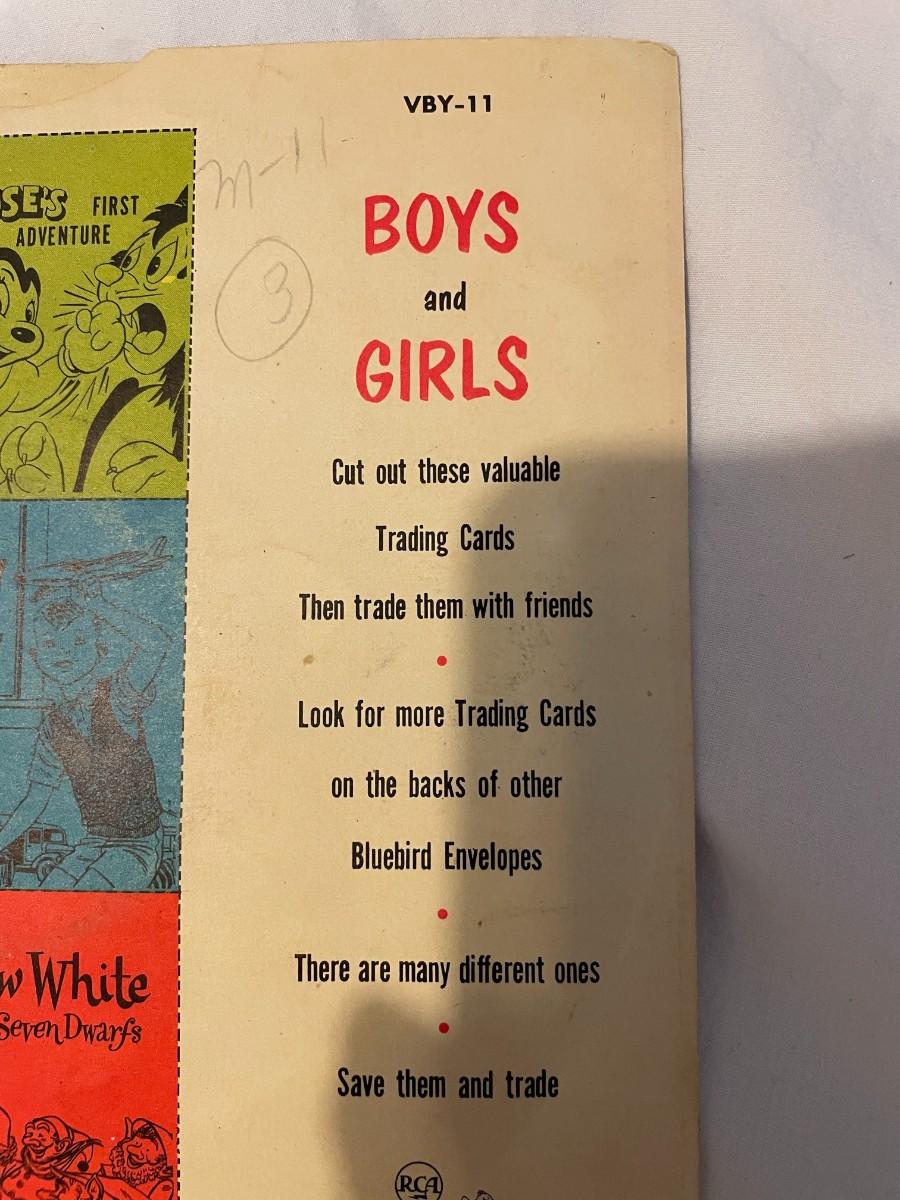 VBY-11
m-11
3
SE'S FIRST
ADVENTURE
BOYS
and
GIRLS
Cut out these valuable
Trading Cards
Then trade them with friends
Look for more Trading Cards
on the backs of other
Bluebird Envelopes
There are many different ones
Save them and trade
w White
Seven Dwarfs
RCA